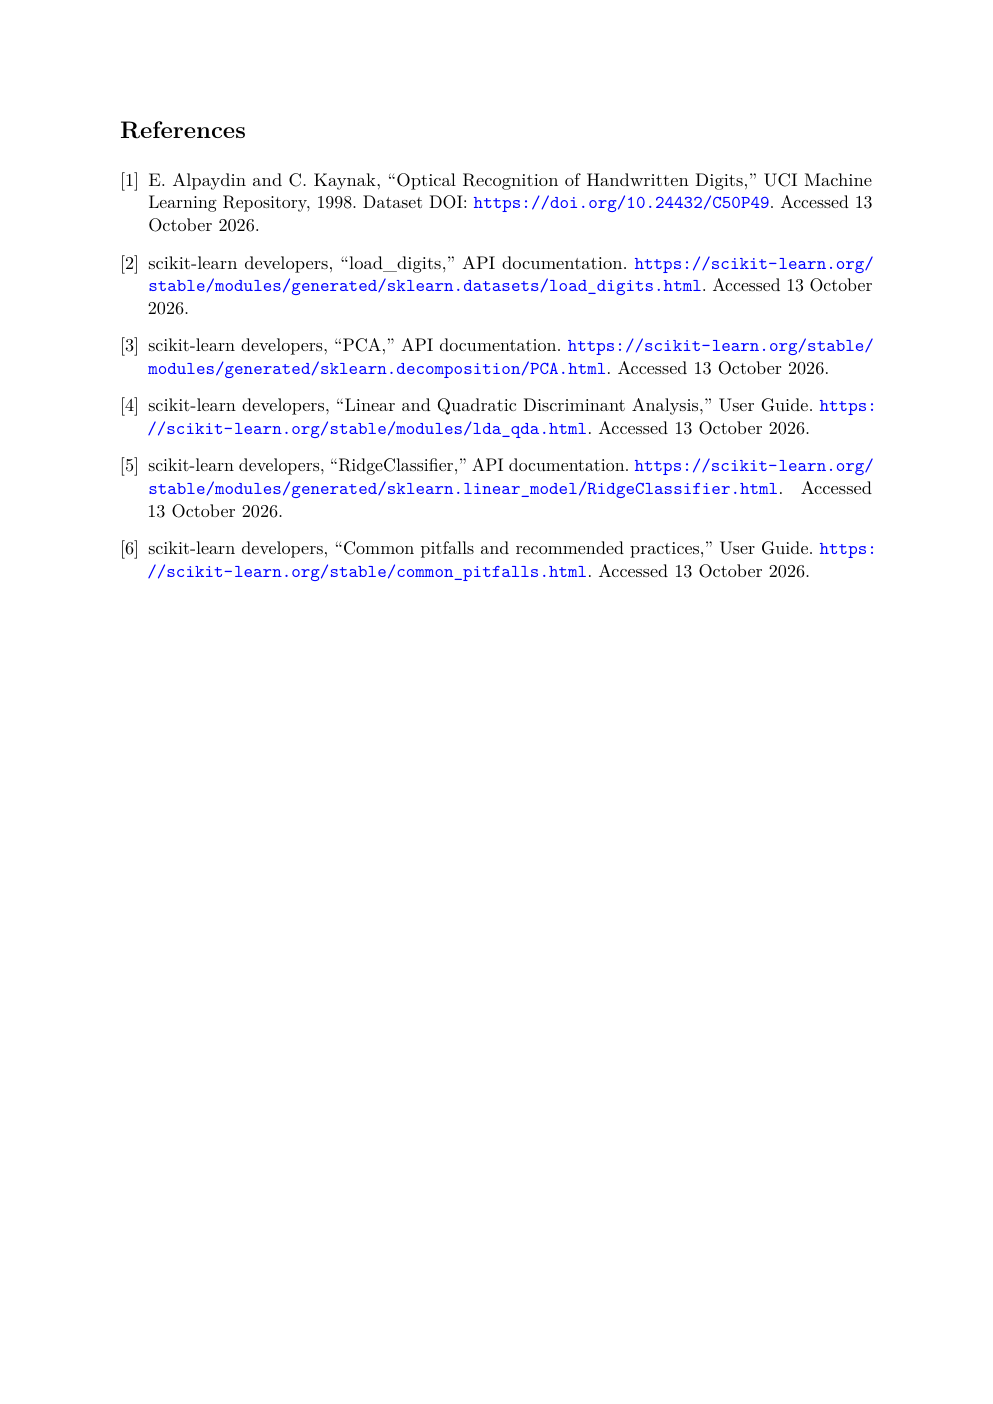 References
[1] E. Alpaydin and C. Kaynak, “Optical Recognition of Handwritten Digits,” UCI Machine
Learning Repository, 1998. Dataset DOI: https://doi.org/10.24432/C50P49. Accessed 13
October 2026.
[2] scikit-learn developers, “load_digits,” API documentation. https://scikit-learn.org/
stable/modules/generated/sklearn.datasets/load_digits.html. Accessed 13 October
2026.
[3] scikit-learn developers, “PCA,” API documentation. https://scikit-learn.org/stable/
modules/generated/sklearn.decomposition/PCA.html. Accessed 13 October 2026.
[4] scikit-learn developers, “Linear and Quadratic Discriminant Analysis,” User Guide. https:
//scikit-learn.org/stable/modules/lda_qda.html. Accessed 13 October 2026.
[5] scikit-learn developers, “RidgeClassifier,” API documentation. https://scikit-learn.org/
stable/modules/generated/sklearn.linear_model/RidgeClassifier.html. Accessed
13 October 2026.
[6] scikit-learn developers, “Common pitfalls and recommended practices,” User Guide. https:
//scikit-learn.org/stable/common_pitfalls.html. Accessed 13 October 2026.